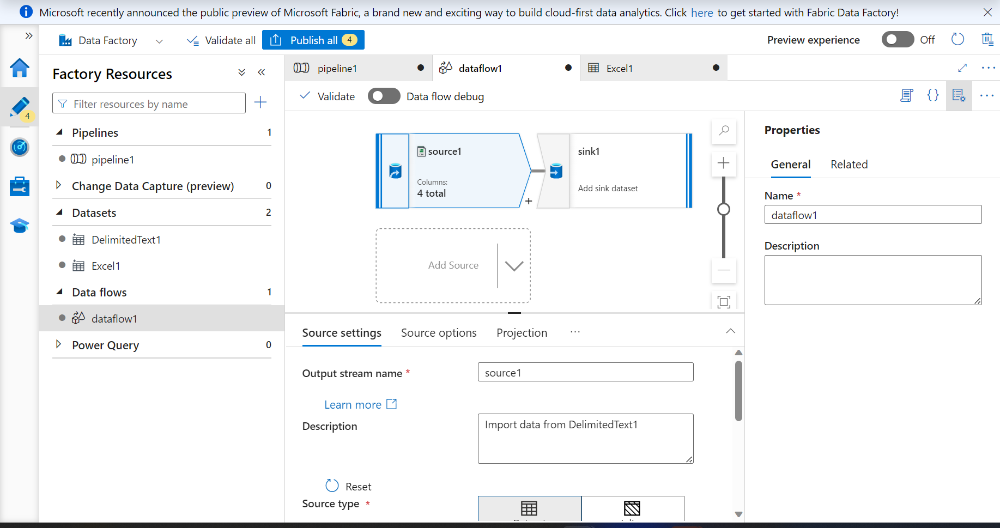 Microsoft recently announced the public preview of Microsoft Fabric, a brand new and exciting way to build cloud-first data analytics. Click here to get started with Fabric Data Factory!
Data Factory
Validate all
Publish all 4
Preview experience
Off
4
Factory Resources
Filter resources by name
Pipelines 1
pipeline1
Change Data Capture (preview) 0
Datasets 2
DelimitedText1
Excel1
Data flows 1
dataflow1
Power Query 0
pipeline1
dataflow1
Excel1
Validate
Data flow debug
source1
Columns:
4 total
sink1
Add sink dataset
Add Source
Source settings
Source options
Projection
Output stream name *
source1
Learn more
Description
Import data from DelimitedText1
Reset
Source type *
Properties
General
Related
Name *
dataflow1
Description